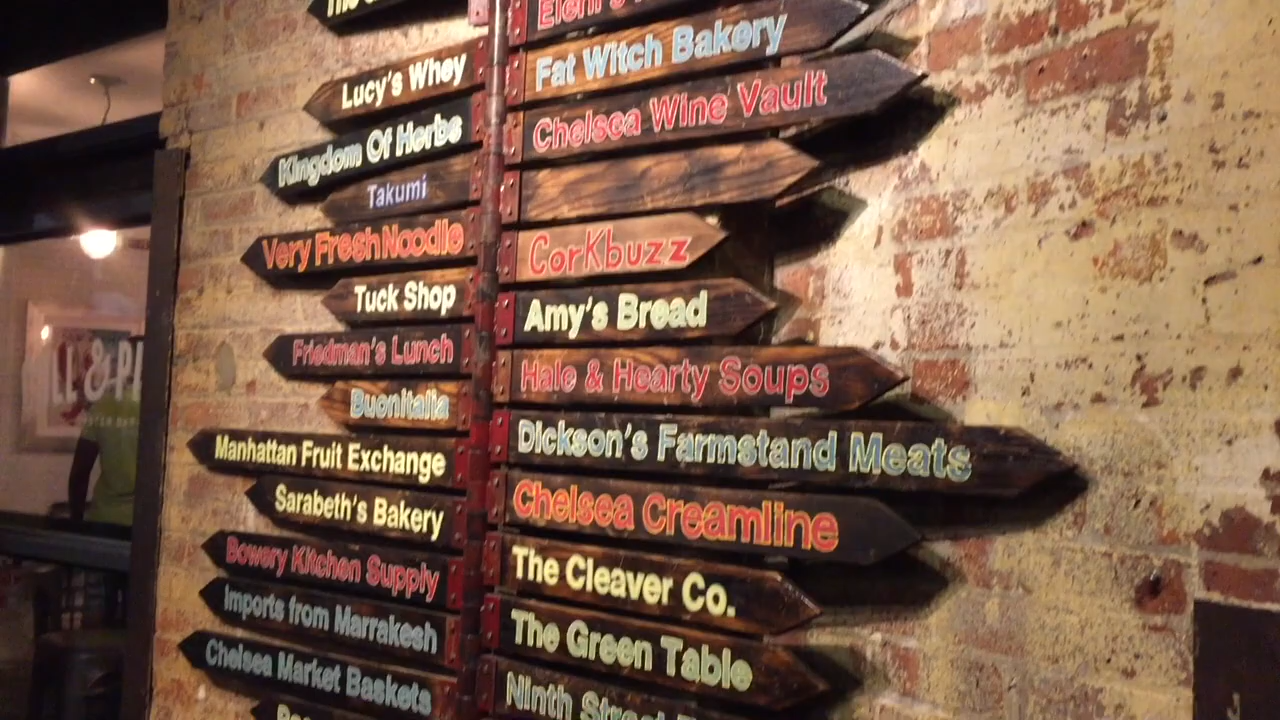 The
Lucy's Whey
Kingdom Of Herbs
Takumi
Very Fresh Noodle
Tuck Shop
Friedman's Lunch
Buonitalia
Manhattan Fruit Exchange
Sarabeth's Bakery
Bowery Kitchen Supply
Imports from Marrakesh
Chelsea Market Baskets
Eleni's
Fat Witch Bakery
Chelsea Wine Vault
CorKbuzz
Amy's Bread
Hale & Hearty Soups
Dickson's Farmstand Meats
Chelsea Creamline
The Cleaver Co.
The Green Table
Ninth Street